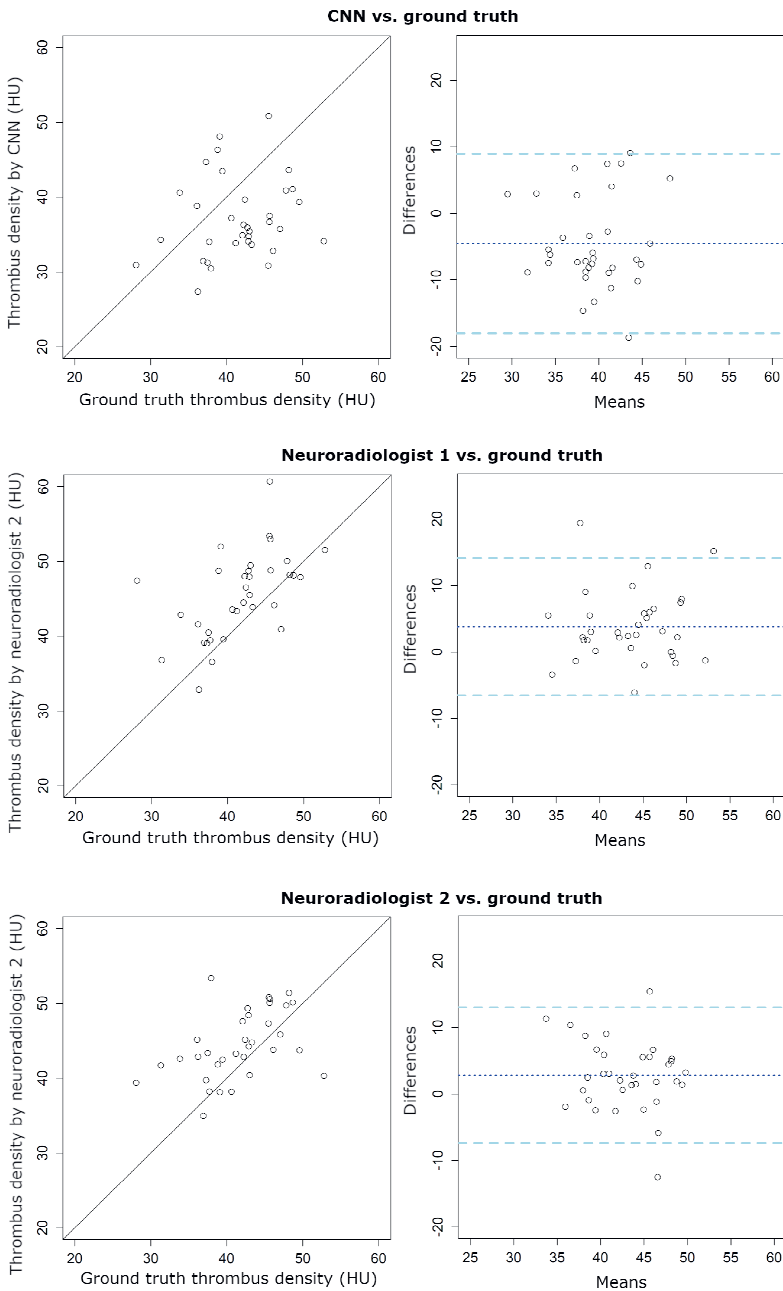 CNN vs. ground truth
Thrombus density by CNN (HU)
60
50
40
30
20
20 30 40 50 60
Ground truth thrombus density (HU)
Differences
20
10
0
-10
-20
25 30 35 40 45 50 55 60
Means
Neuroradiologist 1 vs. ground truth
Thrombus density by neuroradiologist 2 (HU)
60
50
40
30
20
20 30 40 50 60
Ground truth thrombus density (HU)
Differences
20
10
0
-10
-20
25 30 35 40 45 50 55 60
Means
Neuroradiologist 2 vs. ground truth
Thrombus density by neuroradiologist 2 (HU)
60
50
40
30
20
20 30 40 50 60
Ground truth thrombus density (HU)
Differences
20
10
0
-10
-20
25 30 35 40 45 50 55 60
Means